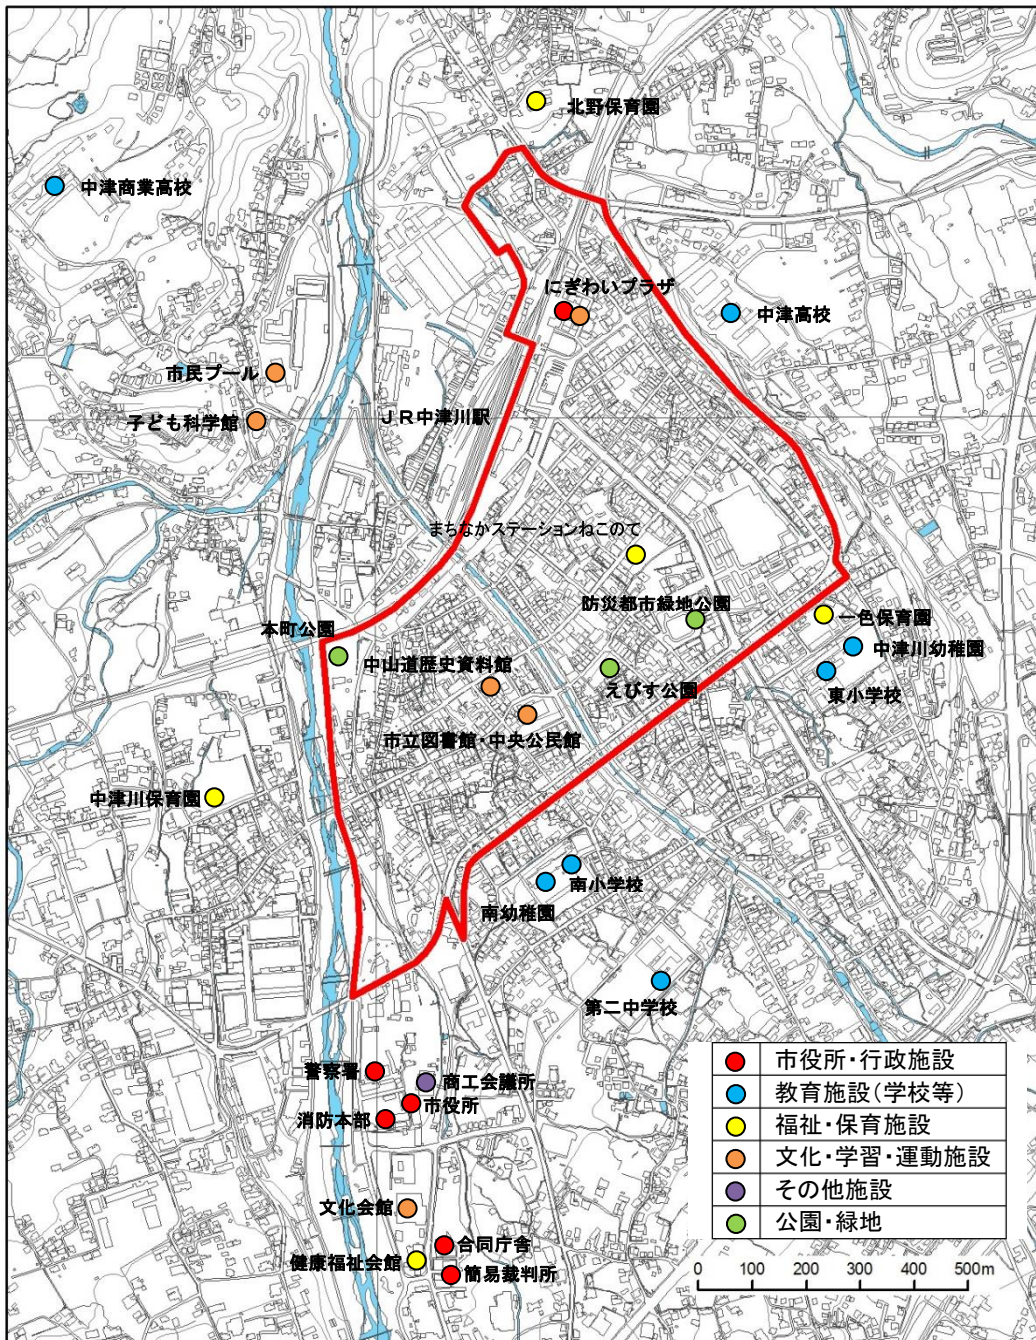 北野保育園
中津商業高校
にぎわいプラザ
中津高校
市民プール
子ども科学館
ＪＲ中津川駅
まちなかステーションねこのて
防災都市緑地公園
一色保育園
本町公園
中津川幼稚園
中山道歴史資料館
えびす公園
東小学校
市立図書館・中央公民館
中津川保育園
南小学校
南幼稚園
第二中学校
警察署
商工会議所
市役所
消防本部
文化会館
合同庁舎
健康福祉会館
簡易裁判所
市役所・行政施設
教育施設(学校等)
福祉・保育施設
文化・学習・運動施設
その他施設
公園・緑地
0 100 200 300 400 500m